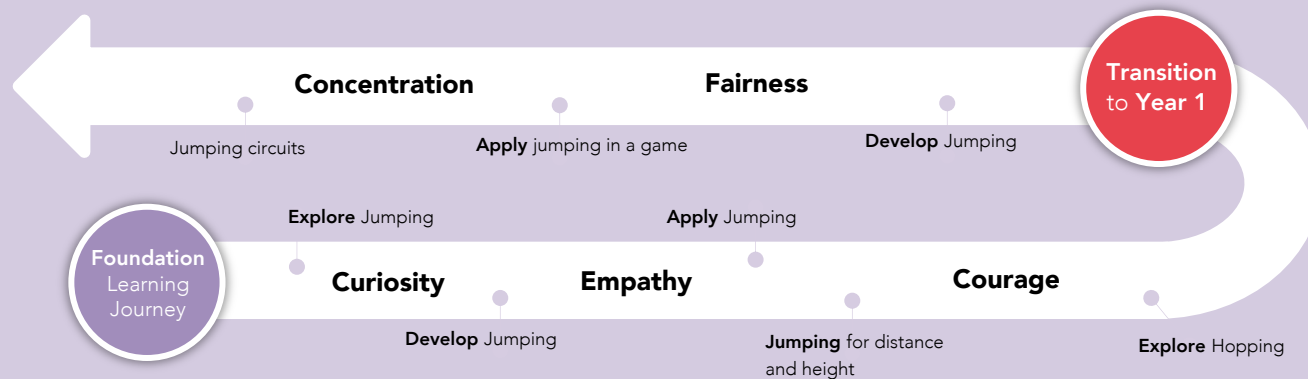 Concentration
Fairness
Transition
to Year 1
Jumping circuits
Apply jumping in a game
Develop Jumping
Explore Jumping
Apply Jumping
Foundation
Learning
Journey
Curiosity
Empathy
Courage
Develop Jumping
Jumping for distance
and height
Explore Hopping